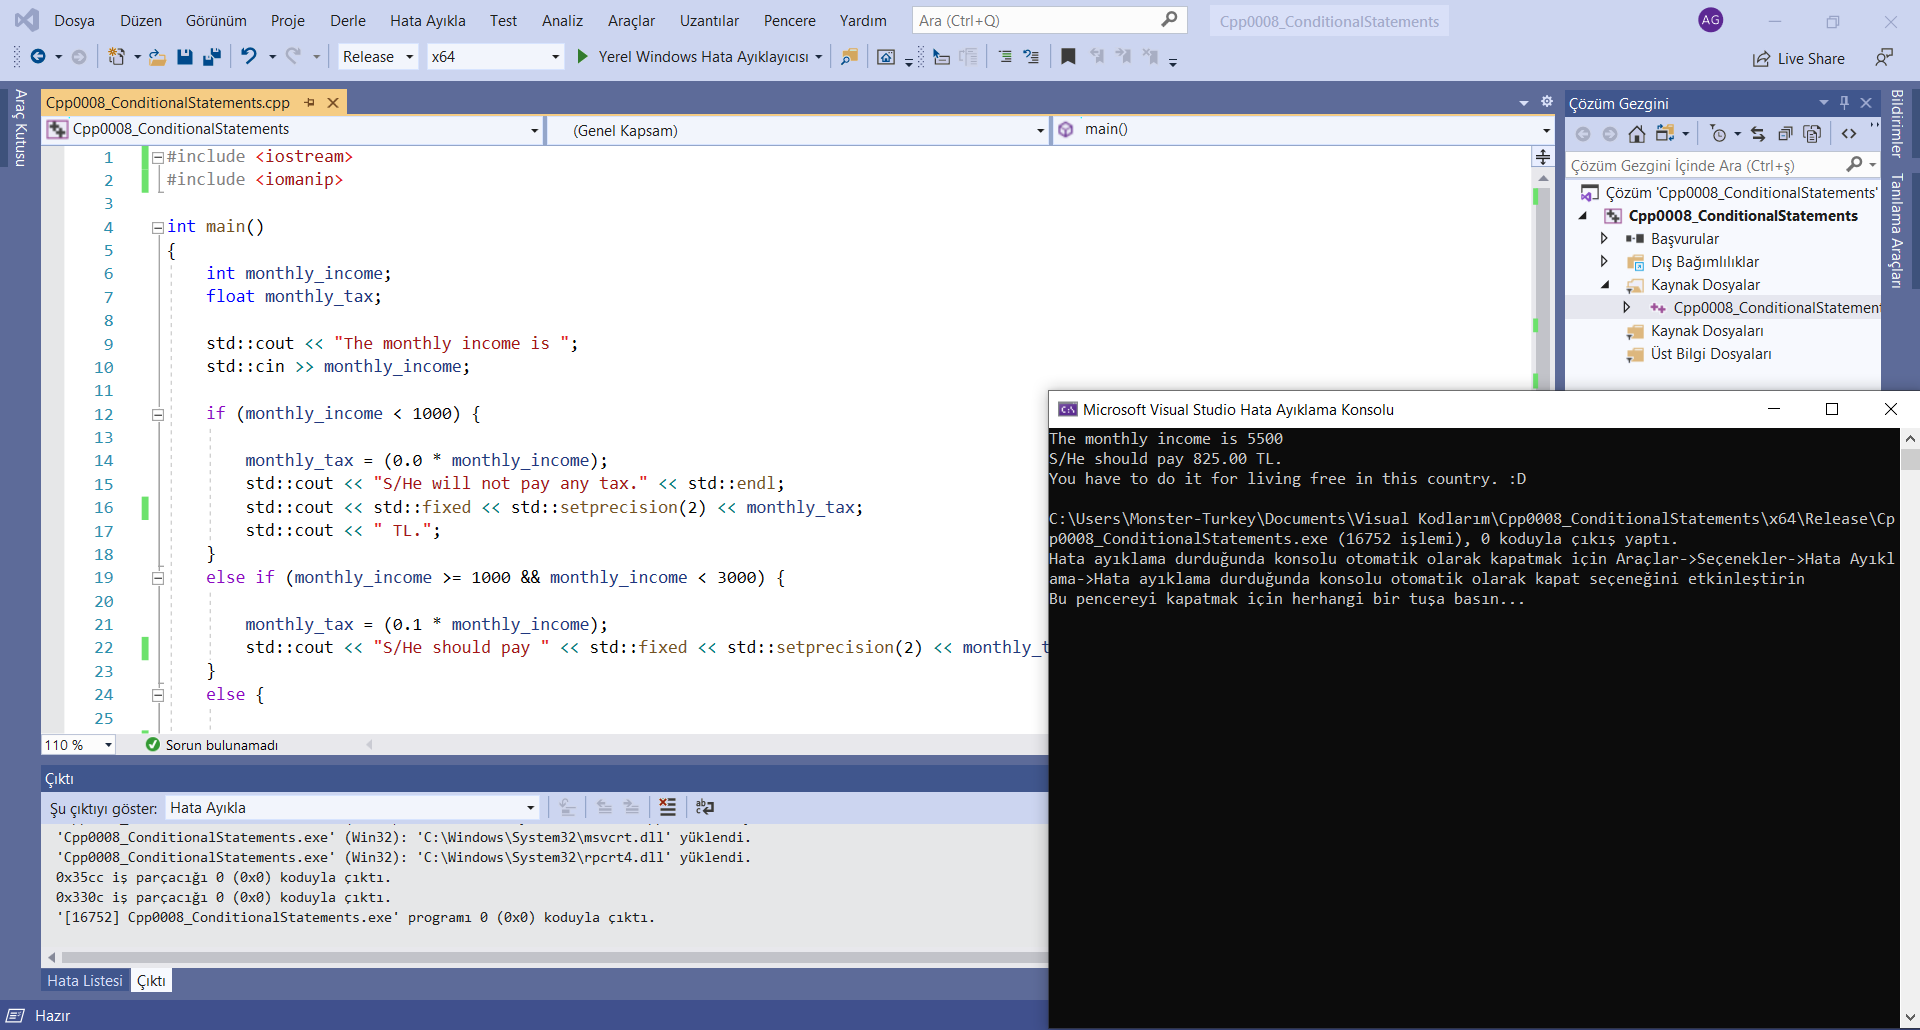 Dosya Düzen Görünüm Proje Derle Hata Ayıkla Test Analiz Araçlar Uzantılar Pencere Yardım Ara (Ctrl+Q) Cpp0008_ConditionalStatements AG
Release x64 Yerel Windows Hata Ayıklayıcısı Live Share
Araç Kutusu
Cpp0008_ConditionalStatements.cpp
Cpp0008_ConditionalStatements (Genel Kapsam) main()
1 #include <iostream>
2 #include <iomanip>
3
4 int main()
5 {
6 int monthly_income;
7 float monthly_tax;
8
9 std::cout << "The monthly income is ";
10 std::cin >> monthly_income;
11
12 if (monthly_income < 1000) {
13
14 monthly_tax = (0.0 * monthly_income);
15 std::cout << "S/He will not pay any tax." << std::endl;
16 std::cout << std::fixed << std::setprecision(2) << monthly_tax;
17 std::cout << " TL.";
18 }
19 else if (monthly_income >= 1000 && monthly_income < 3000) {
20
21 monthly_tax = (0.1 * monthly_income);
22 std::cout << "S/He should pay " << std::fixed << std::setprecision(2) << monthly_t
23 }
24 else {
25
110 % Sorun bulunamadı
Çıktı
Şu çıktıyı göster: Hata Ayıkla
'Cpp0008_ConditionalStatements.exe' (Win32): 'C:\Windows\System32\msvcrt.dll' yüklendi.
'Cpp0008_ConditionalStatements.exe' (Win32): 'C:\Windows\System32\rpcrt4.dll' yüklendi.
0x35cc iş parçacığı 0 (0x0) koduyla çıktı.
0x330c iş parçacığı 0 (0x0) koduyla çıktı.
'[16752] Cpp0008_ConditionalStatements.exe' programı 0 (0x0) koduyla çıktı.
Hata Listesi Çıktı
Hazır
Çözüm Gezgini
Çözüm Gezgini İçinde Ara (Ctrl+ş)
Çözüm 'Cpp0008_ConditionalStatements'
Cpp0008_ConditionalStatements
Başvurular
Dış Bağımlılıklar
Kaynak Dosyalar
Cpp0008_ConditionalStatement
Kaynak Dosyaları
Üst Bilgi Dosyaları
Bildirimler
Tanılama Araçları
Microsoft Visual Studio Hata Ayıklama Konsolu
The monthly income is 5500
S/He should pay 825.00 TL.
You have to do it for living free in this country. :D
C:\Users\Monster-Turkey\Documents\Visual Kodlarım\Cpp0008_ConditionalStatements\x64\Release\Cp
p0008_ConditionalStatements.exe (16752 işlemi), 0 koduyla çıkış yaptı.
Hata ayıklama durduğunda konsolu otomatik olarak kapatmak için Araçlar->Seçenekler->Hata Ayıkl
ama->Hata ayıklama durduğunda konsolu otomatik olarak kapat seçeneğini etkinleştirin
Bu pencereyi kapatmak için herhangi bir tuşa basın...